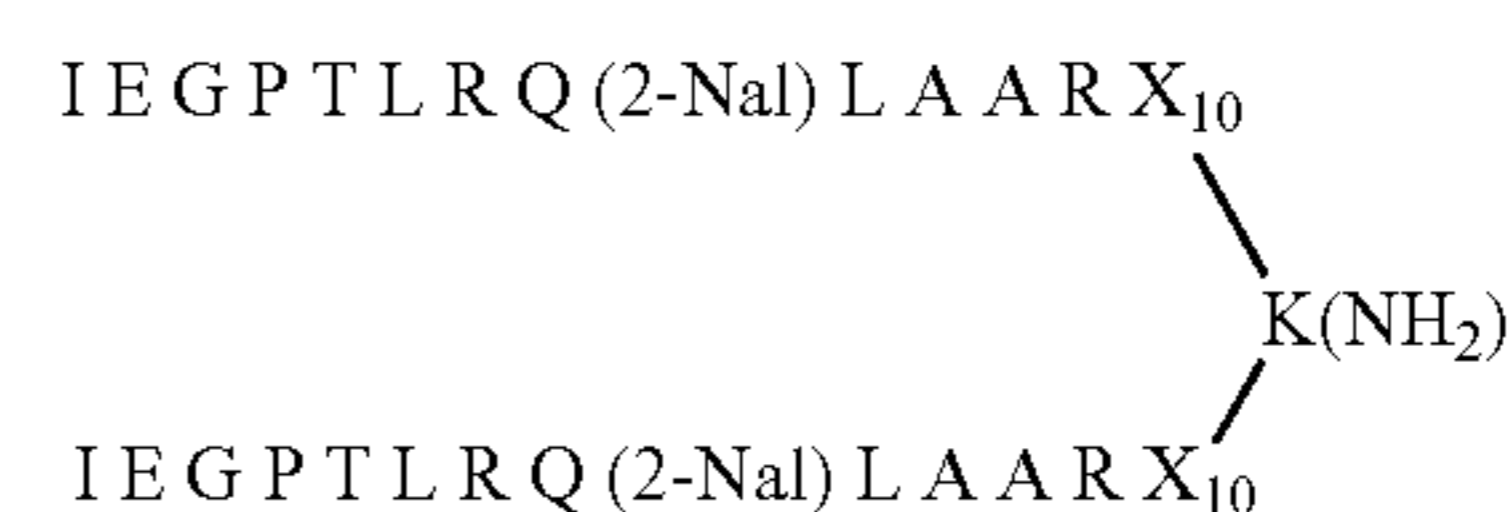 I E G P T L R Q (2-Nal) L A A R X₁₀
K(NH₂)
I E G P T L R Q (2-Nal) L A A R X₁₀